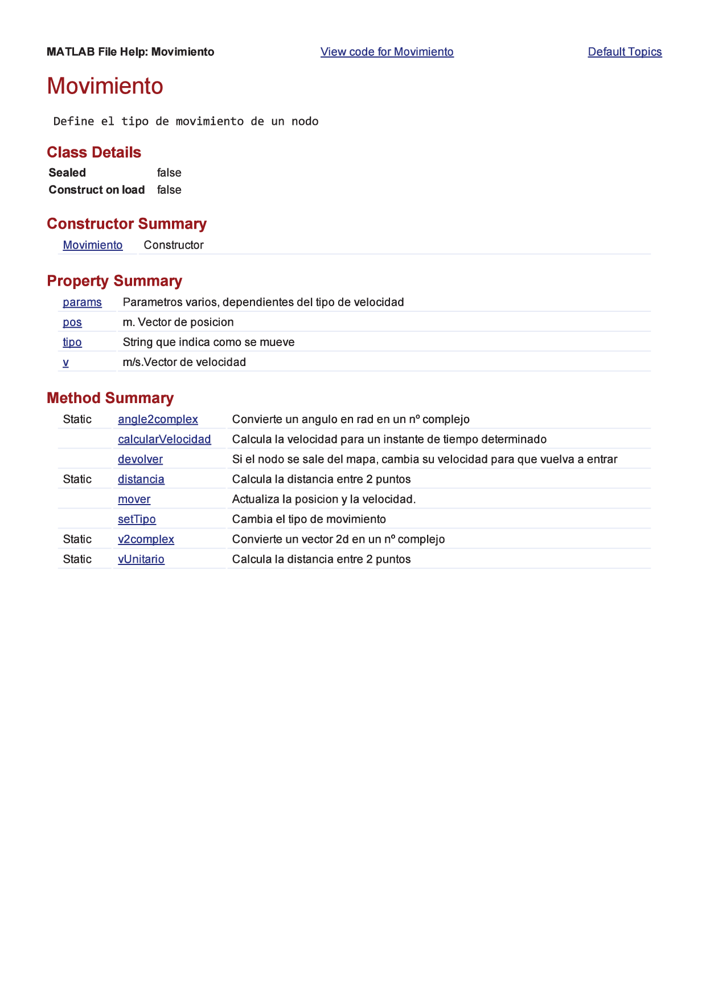 MATLAB File Help: Movimiento View code for Movimiento Default Topics
Movimiento
Define el tipo de movimiento de un nodo
Class Details
Sealed false
Construct on load false
Constructor Summary
Movimiento Constructor
Property Summary
params Parametros varios, dependientes del tipo de velocidad
pos m. Vector de posicion
tipo String que indica como se mueve
v m/s.Vector de velocidad
Method Summary
Static angle2complex Convierte un angulo en rad en un nº complejo
calcularVelocidad Calcula la velocidad para un instante de tiempo determinado
devolver Si el nodo se sale del mapa, cambia su velocidad para que vuelva a entrar
Static distancia Calcula la distancia entre 2 puntos
mover Actualiza la posicion y la velocidad.
setTipo Cambia el tipo de movimiento
Static v2complex Convierte un vector 2d en un nº complejo
Static vUnitario Calcula la distancia entre 2 puntos